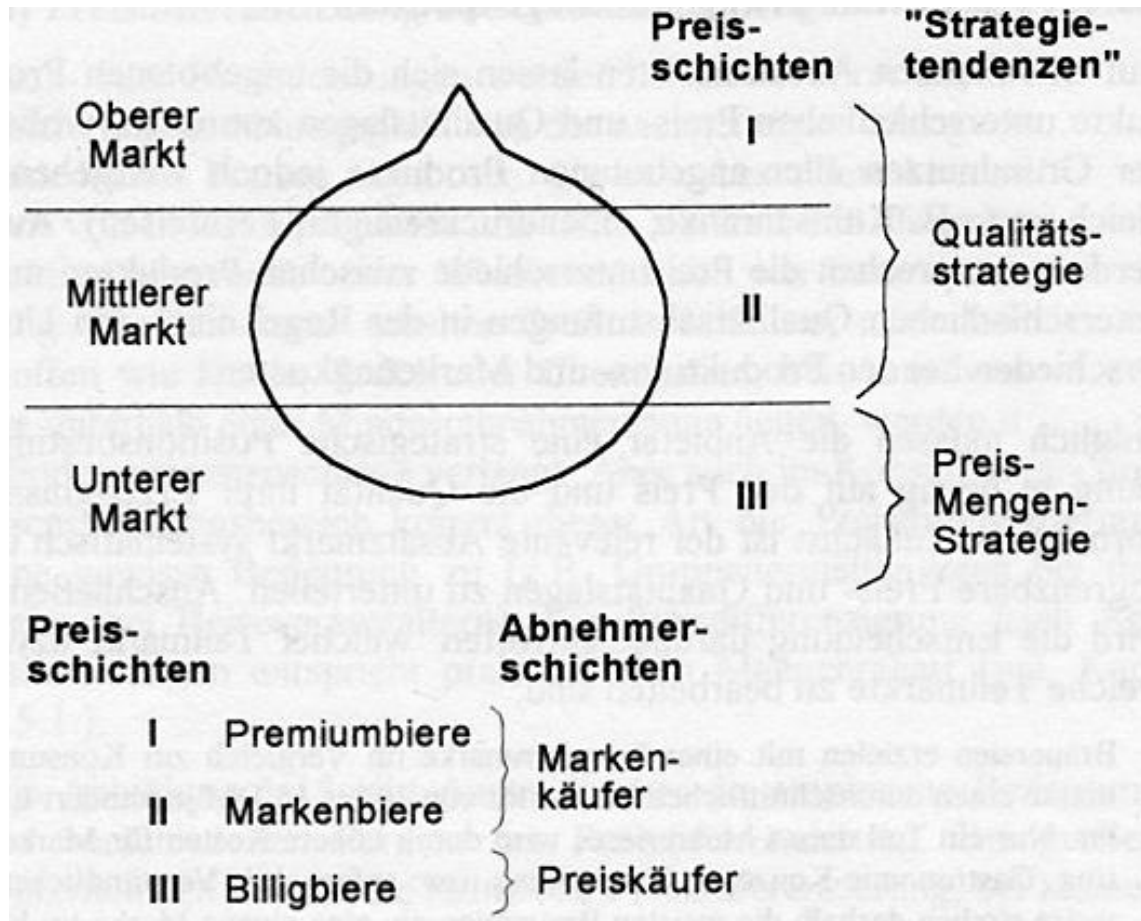 Preis-
schichten
"Strategie-
tendenzen"
Oberer
Markt
I
Qualitäts-
strategie
Mittlerer
Markt
II
Unterer
Markt
III
Preis-
Mengen-
Strategie
Preis-
schichten
Abnehmer-
schichten
I Premiumbiere
Marken-
käufer
II Markenbiere
III Billigbiere
Preiskäufer